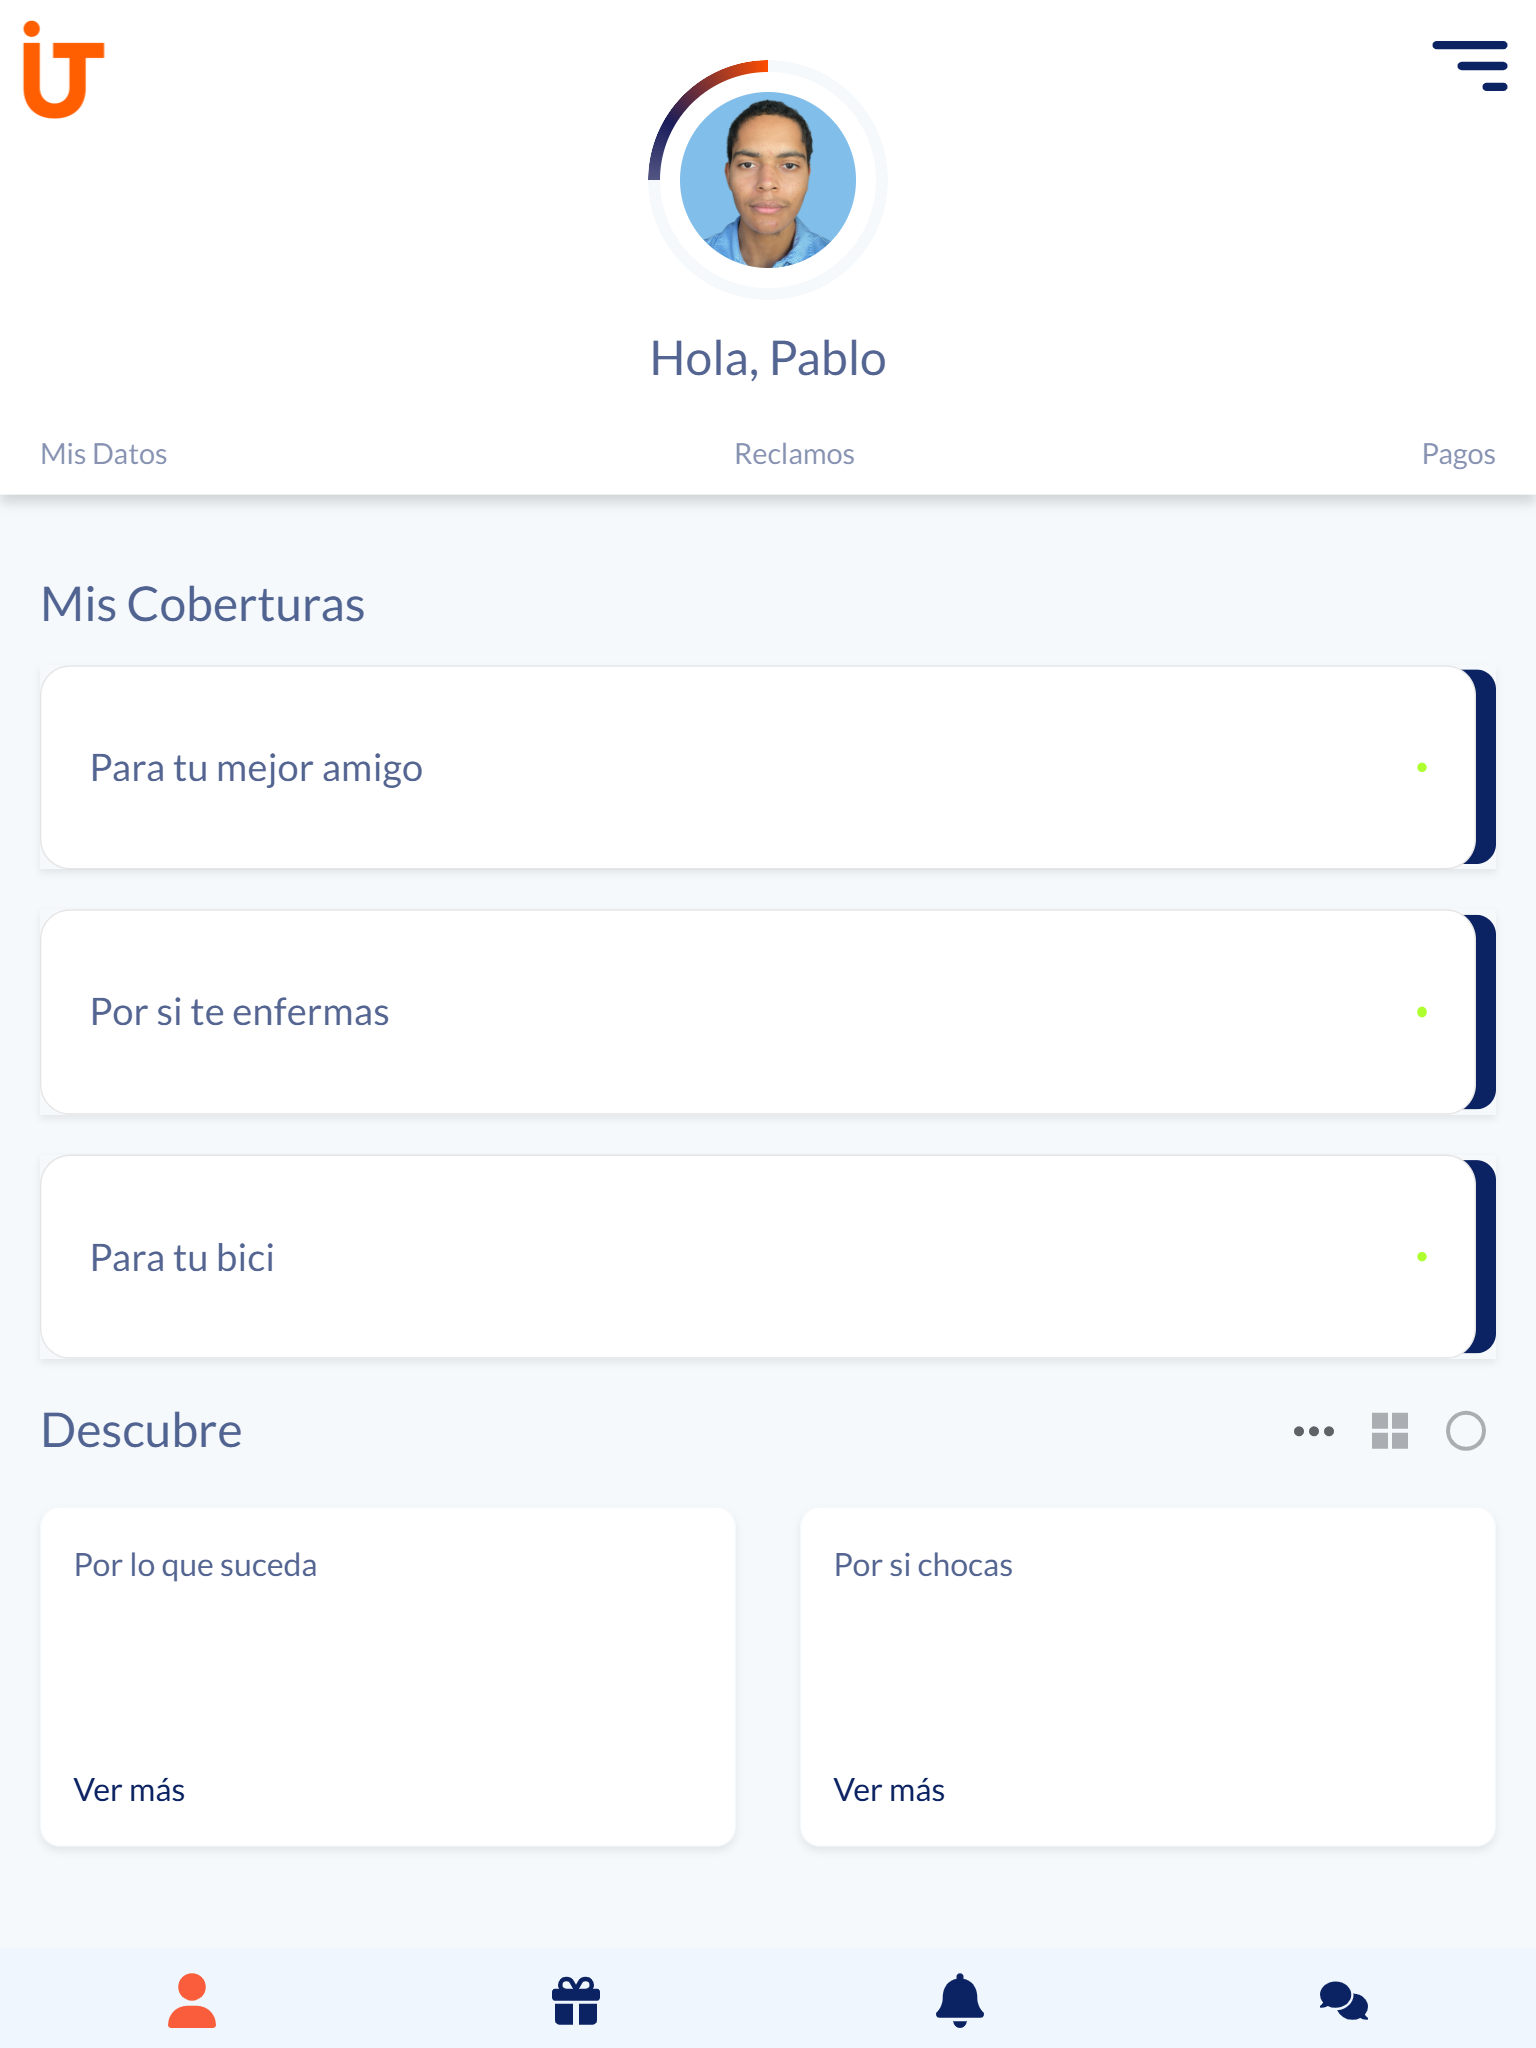 Hola, Pablo
Mis Datos Reclamos Pagos
Mis Coberturas
Para tu mejor amigo
Por si te enfermas
Para tu bici
Descubre
Por lo que suceda
Por si chocas
Ver más
Ver más